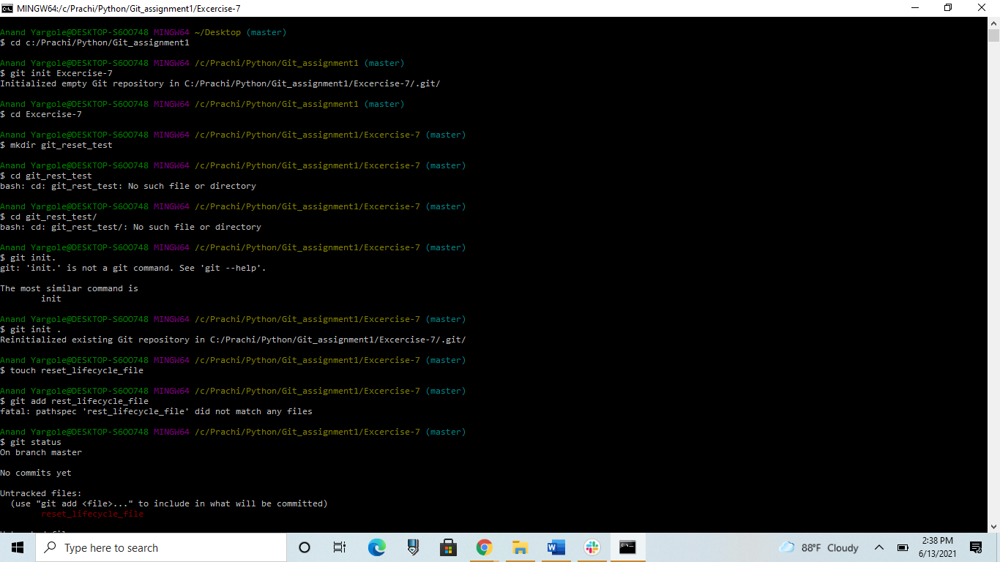 MINGW64:/c/Prachi/Python/Git_assignment1/Excercise-7
Anand Yargole@DESKTOP-S6OO748 MINGW64 ~/Desktop (master)
$ cd c:/Prachi/Python/Git_assignment1
Anand Yargole@DESKTOP-S6OO748 MINGW64 /c/Prachi/Python/Git_assignment1 (master)
$ git init Excercise-7
Initialized empty Git repository in C:/Prachi/Python/Git_assignment1/Excercise-7/.git/
Anand Yargole@DESKTOP-S6OO748 MINGW64 /c/Prachi/Python/Git_assignment1 (master)
$ cd Excercise-7
Anand Yargole@DESKTOP-S6OO748 MINGW64 /c/Prachi/Python/Git_assignment1/Excercise-7 (master)
$ mkdir git_reset_test
Anand Yargole@DESKTOP-S6OO748 MINGW64 /c/Prachi/Python/Git_assignment1/Excercise-7 (master)
$ cd git_rest_test
bash: cd: git_rest_test: No such file or directory
Anand Yargole@DESKTOP-S6OO748 MINGW64 /c/Prachi/Python/Git_assignment1/Excercise-7 (master)
$ cd git_rest_test/
bash: cd: git_rest_test/: No such file or directory
Anand Yargole@DESKTOP-S6OO748 MINGW64 /c/Prachi/Python/Git_assignment1/Excercise-7 (master)
$ git init.
git: 'init.' is not a git command. See 'git --help'.
The most similar command is
init
Anand Yargole@DESKTOP-S6OO748 MINGW64 /c/Prachi/Python/Git_assignment1/Excercise-7 (master)
$ git init .
Reinitialized existing Git repository in C:/Prachi/Python/Git_assignment1/Excercise-7/.git/
Anand Yargole@DESKTOP-S6OO748 MINGW64 /c/Prachi/Python/Git_assignment1/Excercise-7 (master)
$ touch reset_lifecycle_file
Anand Yargole@DESKTOP-S6OO748 MINGW64 /c/Prachi/Python/Git_assignment1/Excercise-7 (master)
$ git add rest_lifecycle_file
fatal: pathspec 'rest_lifecycle_file' did not match any files
Anand Yargole@DESKTOP-S6OO748 MINGW64 /c/Prachi/Python/Git_assignment1/Excercise-7 (master)
$ git status
On branch master
No commits yet
Untracked files:
(use "git add <file>..." to include in what will be committed)
reset_lifecycle_file
Type here to search
88°F Cloudy
2:38 PM
6/13/2021